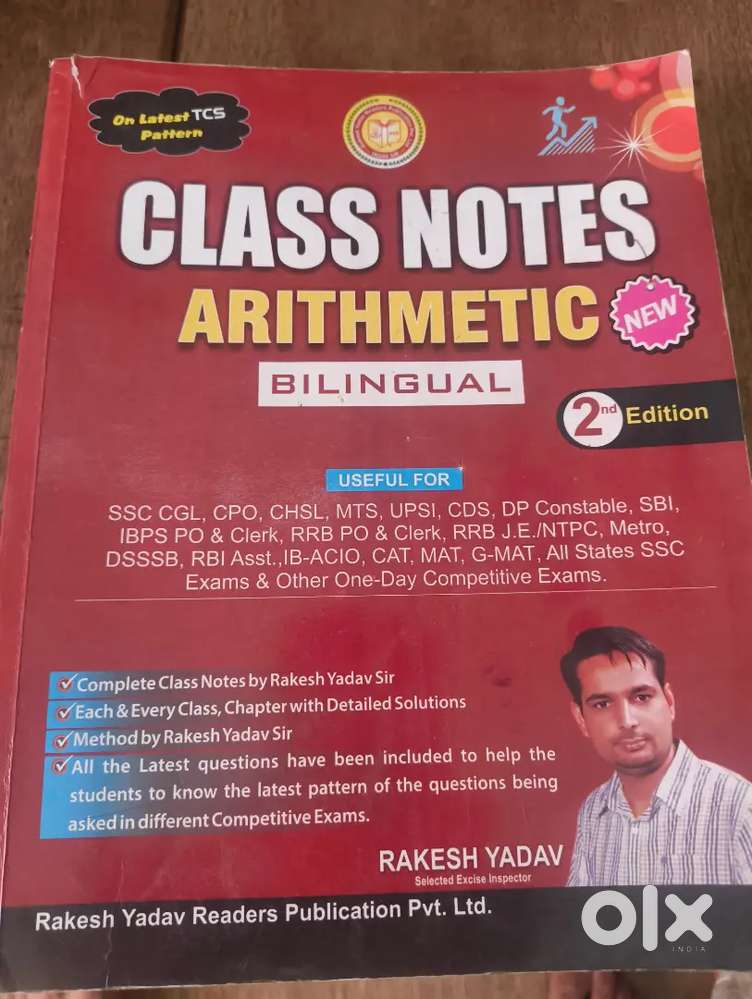 On Latest TCS
Pattern
CLASS NOTES
ARITHMETIC
NEW
BILINGUAL
2nd Edition
USEFUL FOR
SSC CGL, CPO, CHSL, MTS, UPSI, CDS, DP Constable, SBI,
IBPS PO & Clerk, RRB PO & Clerk, RRB J.E./NTPC, Metro,
DSSSB, RBI Asst.,IB-ACIO, CAT, MAT, G-MAT, All States SSC
Exams & Other One-Day Competitive Exams.
Complete Class Notes by Rakesh Yadav Sir
Each & Every Class, Chapter with Detailed Solutions
Method by Rakesh Yadav Sir
All the Latest questions have been included to help the
students to know the latest pattern of the questions being
asked in different Competitive Exams.
RAKESH YADAV
Selected Excise Inspector
Rakesh Yadav Readers Publication Pvt. Ltd.
olx
INDIA